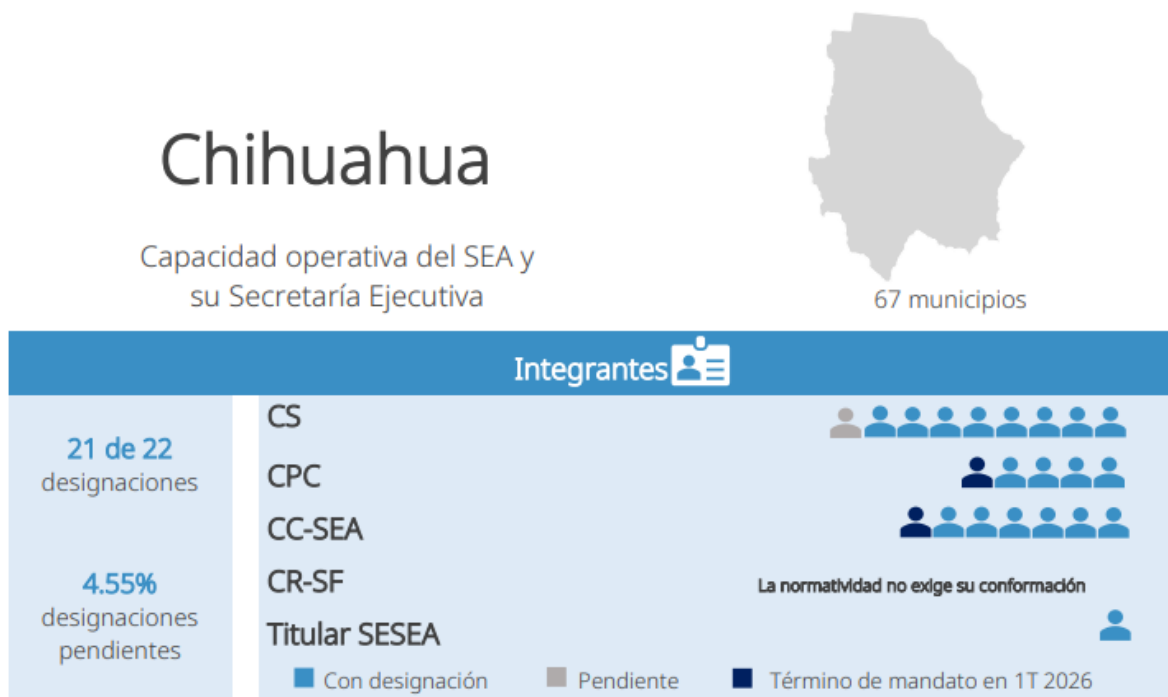 Chihuahua
Capacidad operativa del SEA y
su Secretaría Ejecutiva
67 municipios
Integrantes
21 de 22
designaciones
4.55%
designaciones
pendientes
CS
CPC
CC-SEA
CR-SF
La normatividad no exige su conformación
Titular SESEA
Con designación
Pendiente
Término de mandato en 1T 2026